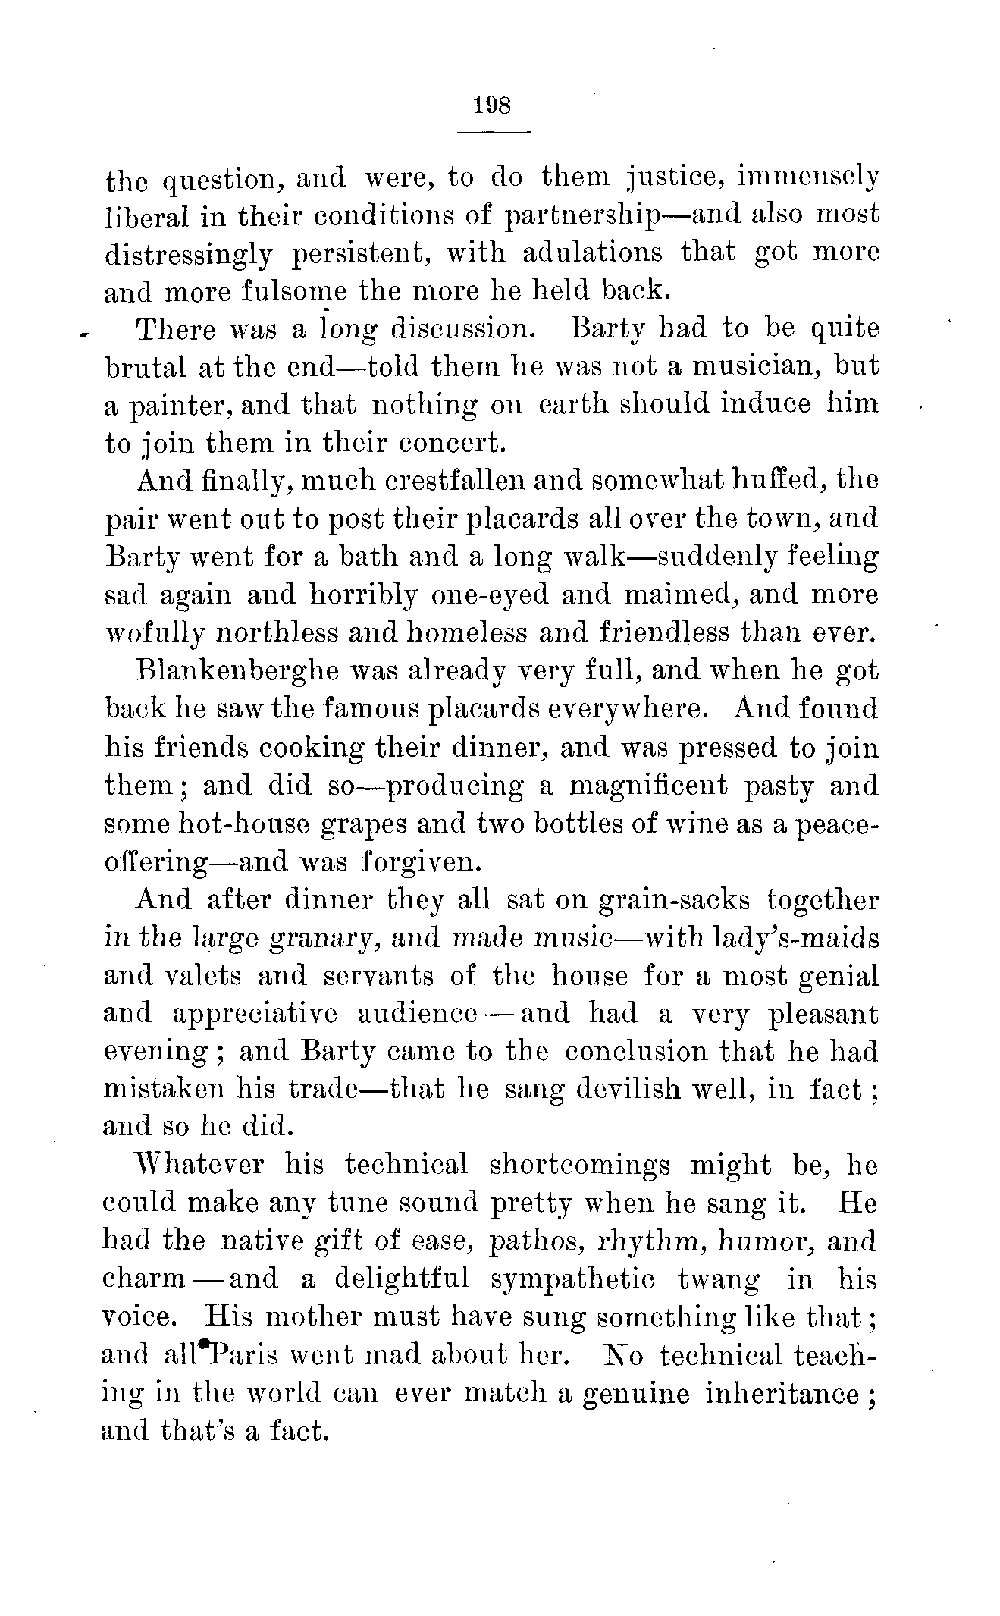 198
the question, and were, to do them justice, immensely
liberal in their conditions of partnership—and also most
distressingly persistent, with adulations that got more
and more fulsome the more he held back.
There was a long discussion. Barty had to be quite
brutal at the end—told them he was not a musician, but
a painter, and that nothing on earth should induce him
to join them in their concert.
And finally, much crestfallen and somewhat huffed, the
pair went out to post their placards all over the town, and
Barty went for a bath and a long walk—suddenly feeling
sad again and horribly one-eyed and maimed, and more
wofully northless and homeless and friendless than ever.
Blankenberghe was already very full, and when he got
back he saw the famous placards everywhere. And found
his friends cooking their dinner, and was pressed to join
them; and did so—producing a magnificent pasty and
some hot-house grapes and two bottles of wine as a peace-
offering—and was forgiven.
And after dinner they all sat on grain-sacks together
in the large granary, and made music—with lady's-maids
and valets and servants of the house for a most genial
and appreciative audience—and had a very pleasant
evening; and Barty came to the conclusion that he had
mistaken his trade—that he sang devilish well, in fact;
and so he did.
Whatever his technical shortcomings might be, he
could make any tune sound pretty when he sang it. He
had the native gift of ease, pathos, rhythm, humor, and
charm—and a delightful sympathetic twang in his
voice. His mother must have sung something like that;
and all Paris went mad about her. No technical teach-
ing in the world can ever match a genuine inheritance;
and that's a fact.